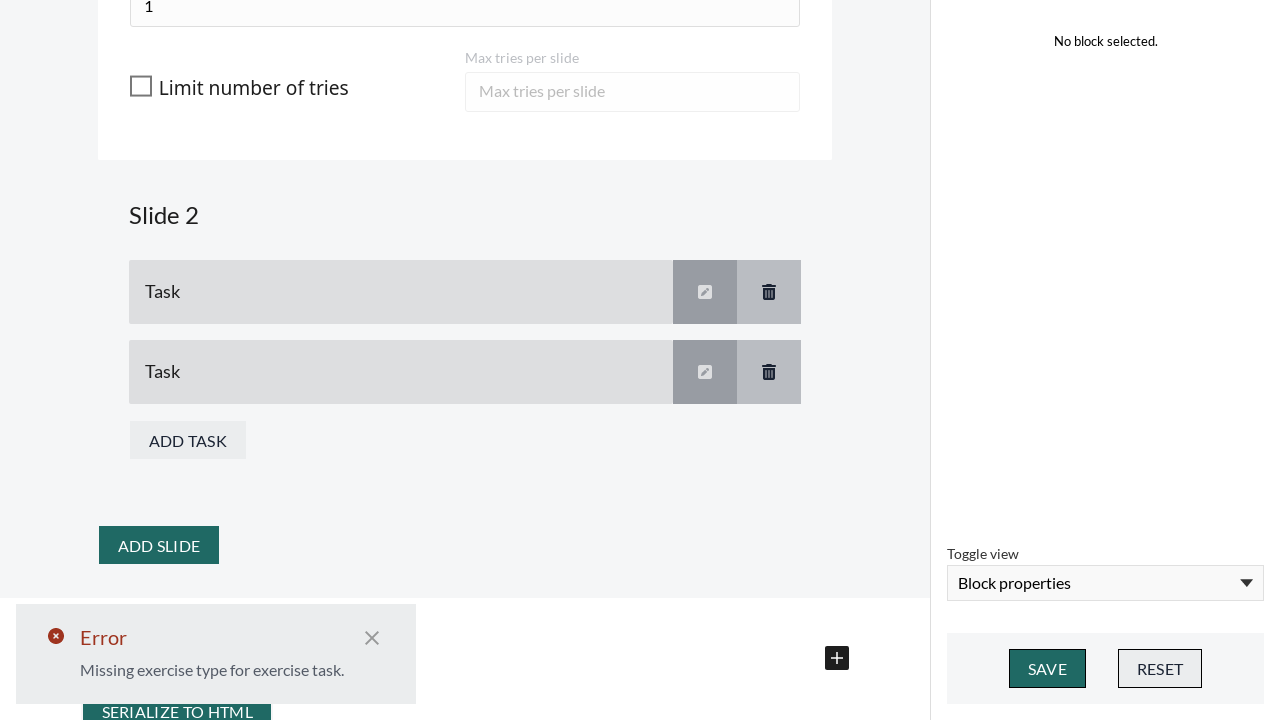 1
No block selected.
Max tries per slide
Limit number of tries
Max tries per slide
Slide 2
Task
Task
ADD TASK
ADD SLIDE
Toggle view
Block properties
Error
Missing exercise type for exercise task.
SAVE
RESET
SERIALIZE TO HTML